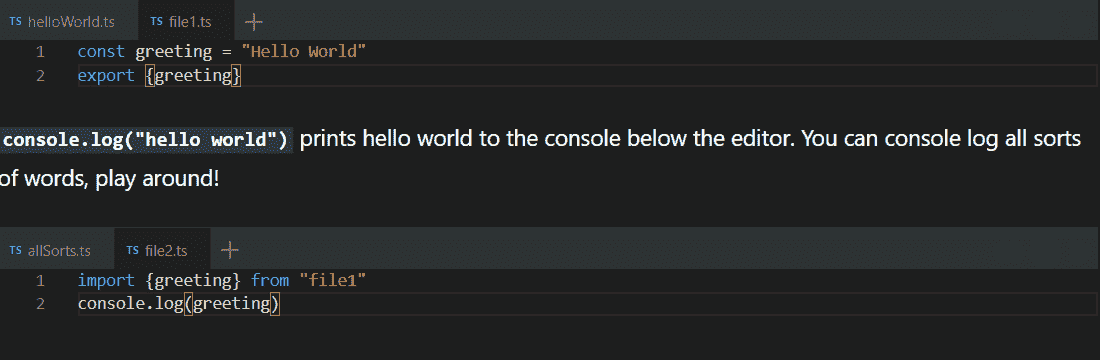 TS helloWorld.ts TS file1.ts +
1 const greeting = "Hello World"
2 export {greeting}
console.log("hello world") prints hello world to the console below the editor. You can console log all sorts
of words, play around!
TS allSorts.ts TS file2.ts +
1 import {greeting} from "file1"
2 console.log(greeting)